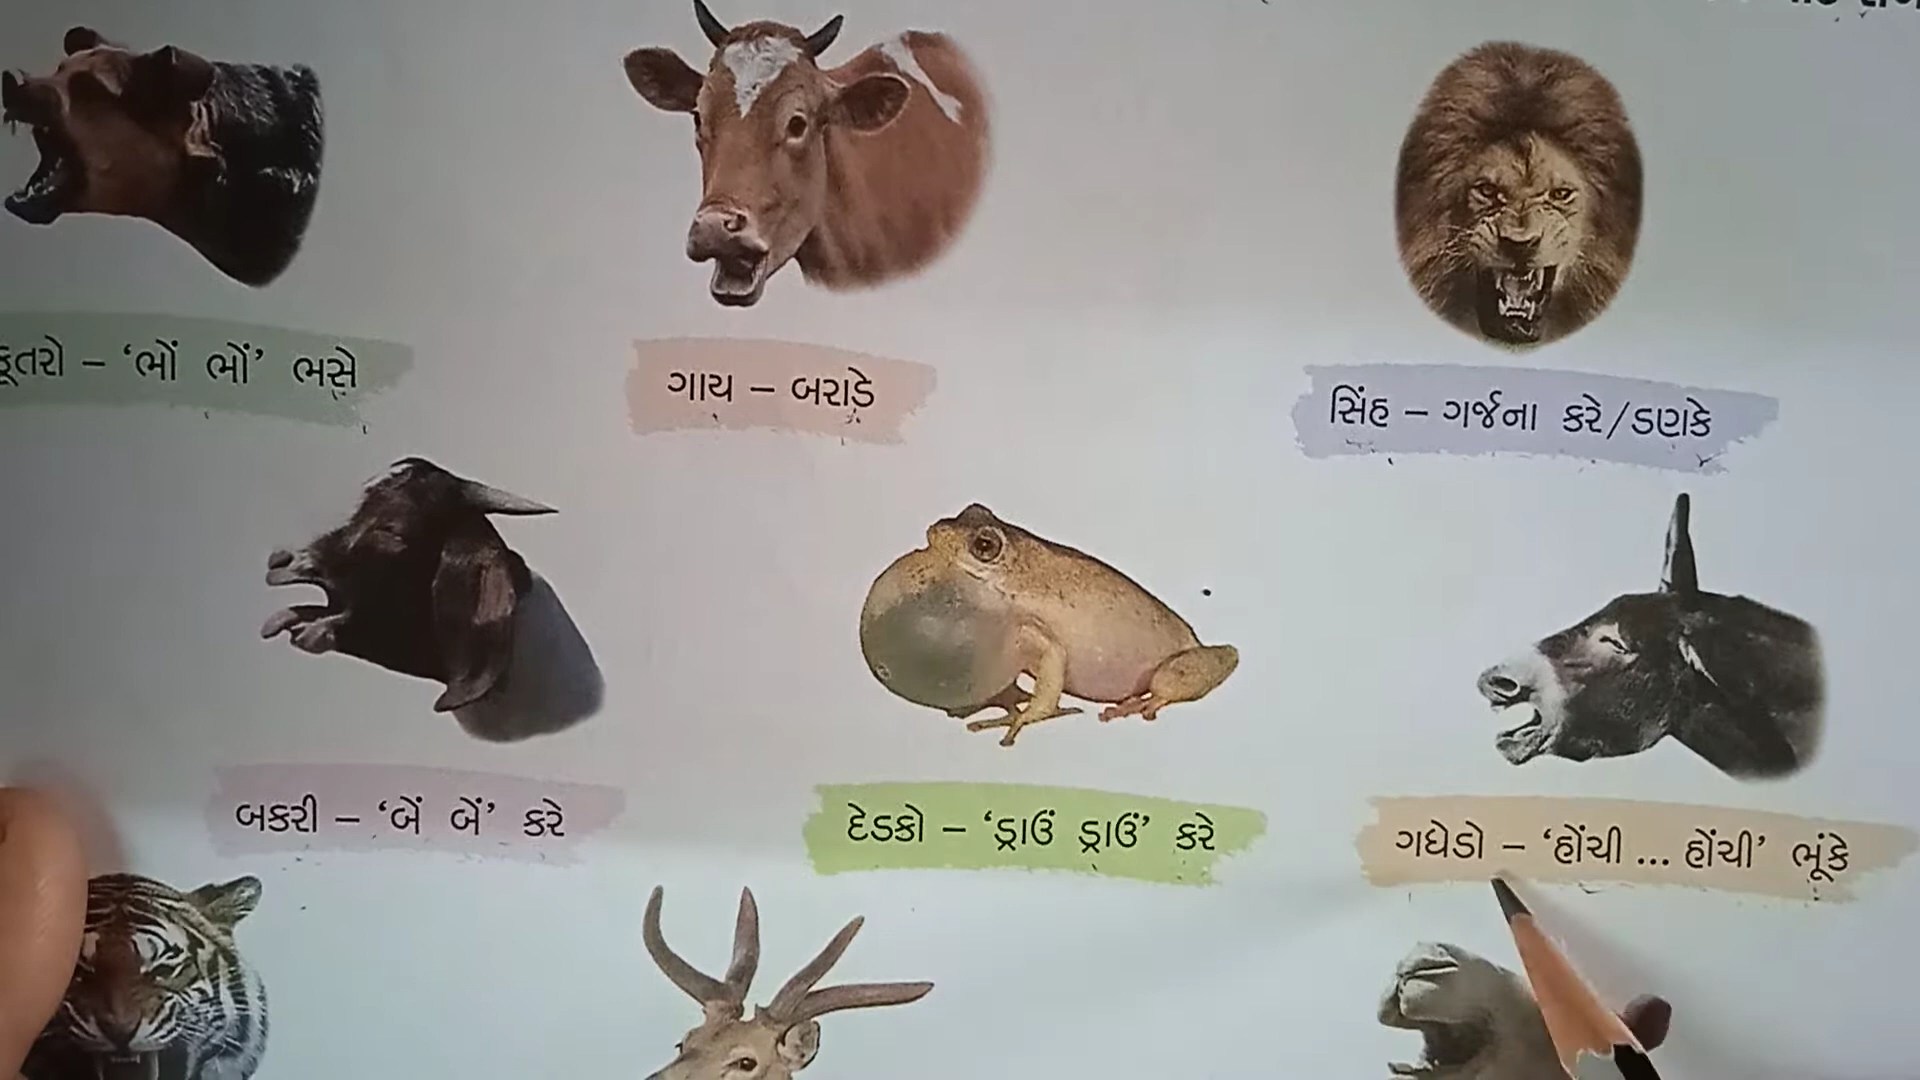 કૂતરો – ‘ભોં ભોં’ ભસે
ગાય – બરાડે
સિંહ – ગર્જના કરે/ડણકે
બકરી – ‘બેં બેં’ કરે
દેડકો – ‘ડ્રાઉં ડ્રાઉં’ કરે
ગધેડો – ‘હોંચી ... હોંચી’ ભૂંકે